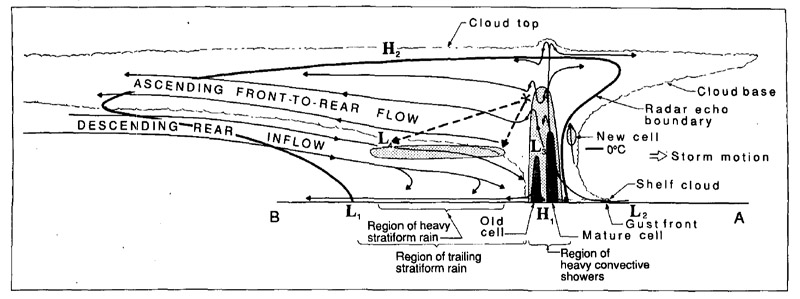 Cloud top
H2
ASCENDING FRONT-TO-REAR FLOW
Cloud base
Radar echo
boundary
DESCENDING REAR INFLOW
L4
L3
New cell
0°C
Storm motion
Shelf cloud
B
L1
H1
L2
A
Old
cell
Gust front
Mature cell
Region of heavy
stratiform rain
Region of trailing
stratiform rain
Region of
heavy convective
showers